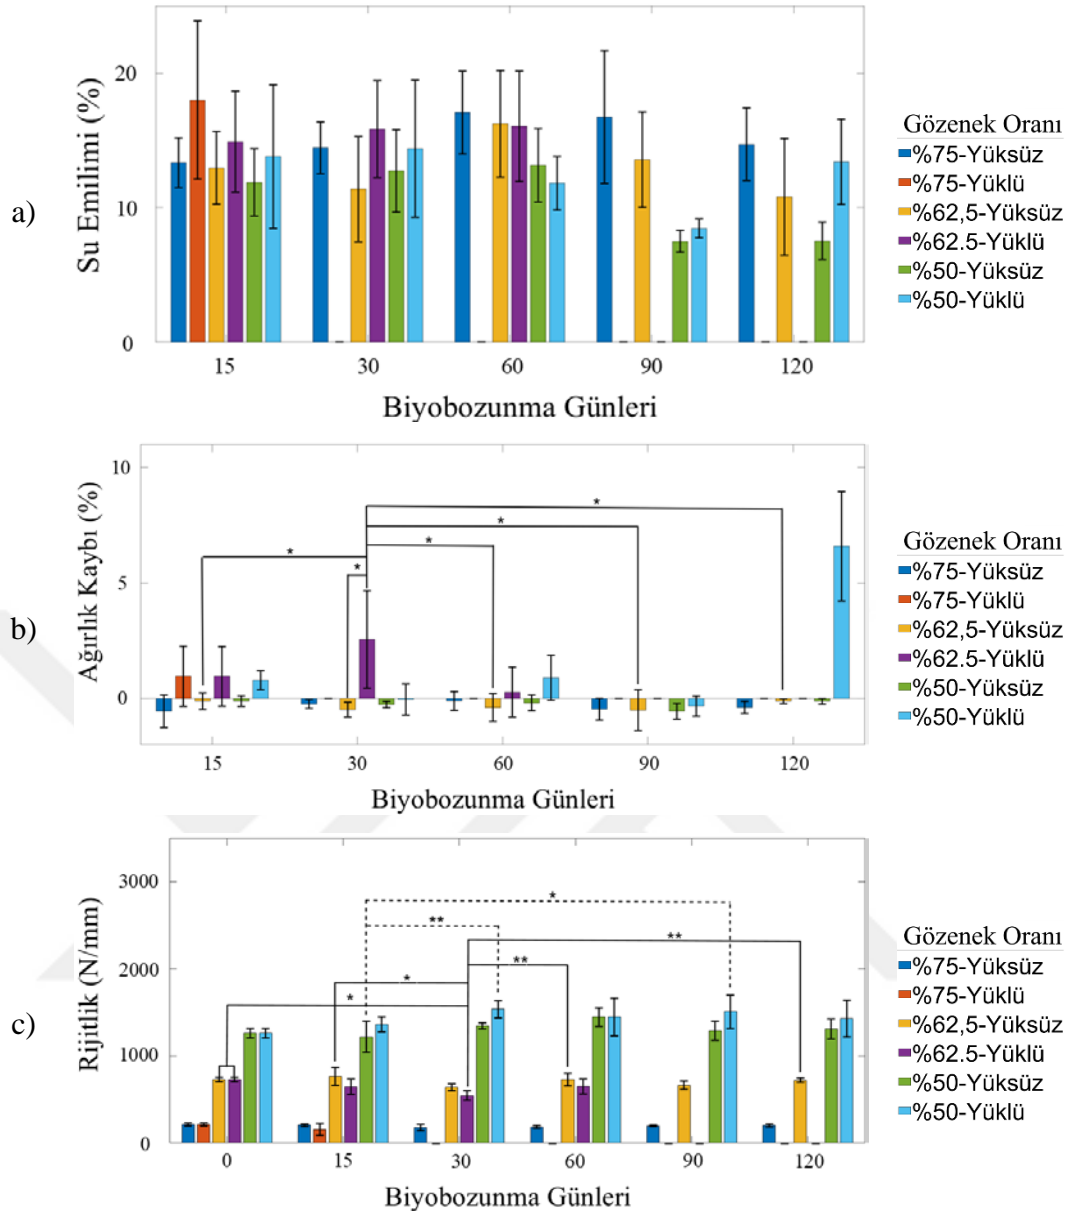 a)
Su Emilimi (%)
20
10
0
15
30
60
90
120
Biyobozunma Günleri
Gözenek Oranı
%75-Yüksüz
%75-Yüklü
%62,5-Yüksüz
%62.5-Yüklü
%50-Yüksüz
%50-Yüklü
b)
Ağırlık Kaybı (%)
10
5
0
*
*
*
*
*
15
30
60
90
120
Biyobozunma Günleri
Gözenek Oranı
%75-Yüksüz
%75-Yüklü
%62,5-Yüksüz
%62.5-Yüklü
%50-Yüksüz
%50-Yüklü
c)
Rijitlik (N/mm)
3000
2000
1000
0
*
**
**
**
*
*
0
15
30
60
90
120
Biyobozunma Günleri
Gözenek Oranı
%75-Yüksüz
%75-Yüklü
%62,5-Yüksüz
%62.5-Yüklü
%50-Yüksüz
%50-Yüklü